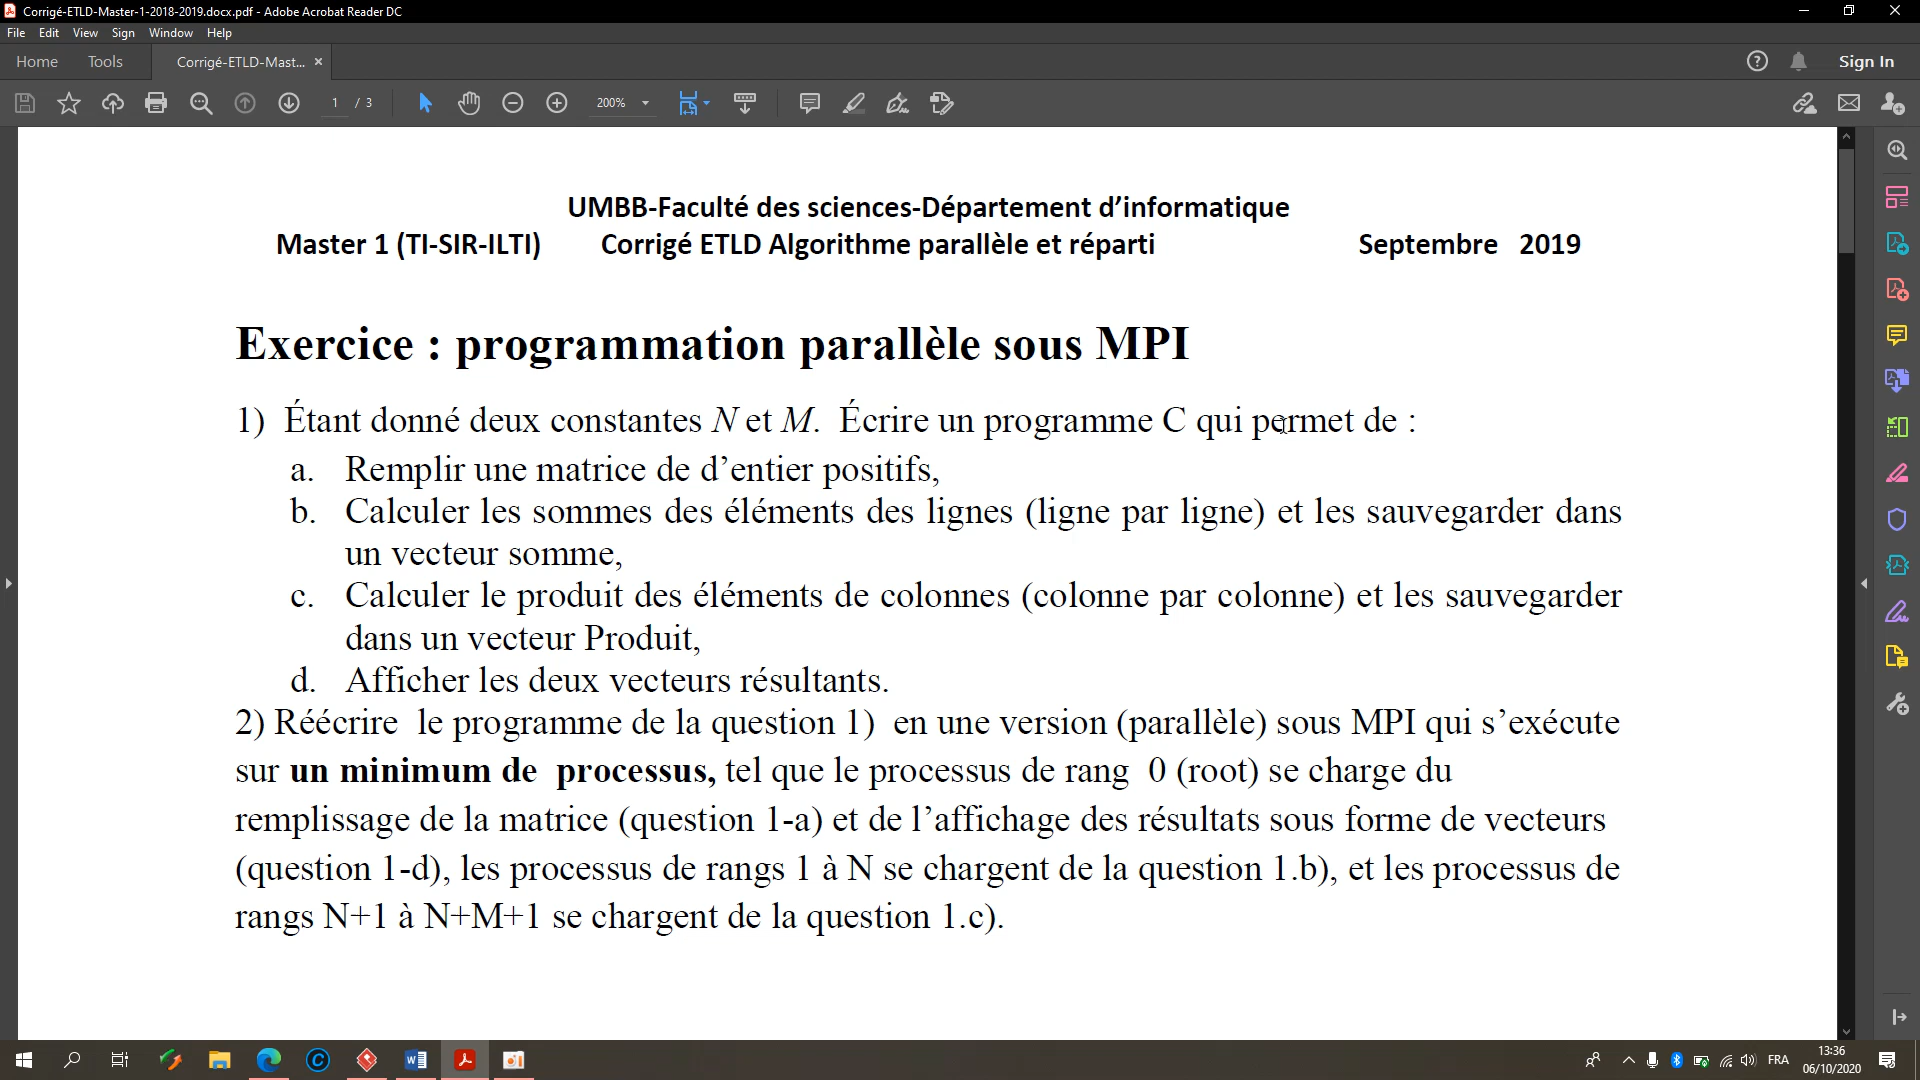 Corrigé-ETLD-Master-1-2018-2019.docx.pdf - Adobe Acrobat Reader DC
File Edit View Sign Window Help
Home Tools Corrigé-ETLD-Mast... × Sign In
1 / 3 200%
UMBB-Faculté des sciences-Département d’informatique
Master 1 (TI-SIR-ILTI) Corrigé ETLD Algorithme parallèle et réparti Septembre 2019
Exercice : programmation parallèle sous MPI
1) Étant donné deux constantes N et M. Écrire un programme C qui permet de :
a. Remplir une matrice de d’entier positifs,
b. Calculer les sommes des éléments des lignes (ligne par ligne) et les sauvegarder dans
un vecteur somme,
c. Calculer le produit des éléments de colonnes (colonne par colonne) et les sauvegarder
dans un vecteur Produit,
d. Afficher les deux vecteurs résultants.
2) Réécrire le programme de la question 1) en une version (parallèle) sous MPI qui s’exécute
sur un minimum de processus, tel que le processus de rang 0 (root) se charge du
remplissage de la matrice (question 1-a) et de l’affichage des résultats sous forme de vecteurs
(question 1-d), les processus de rangs 1 à N se chargent de la question 1.b), et les processus de
rangs N+1 à N+M+1 se chargent de la question 1.c).
FRA
13:36
06/10/2020